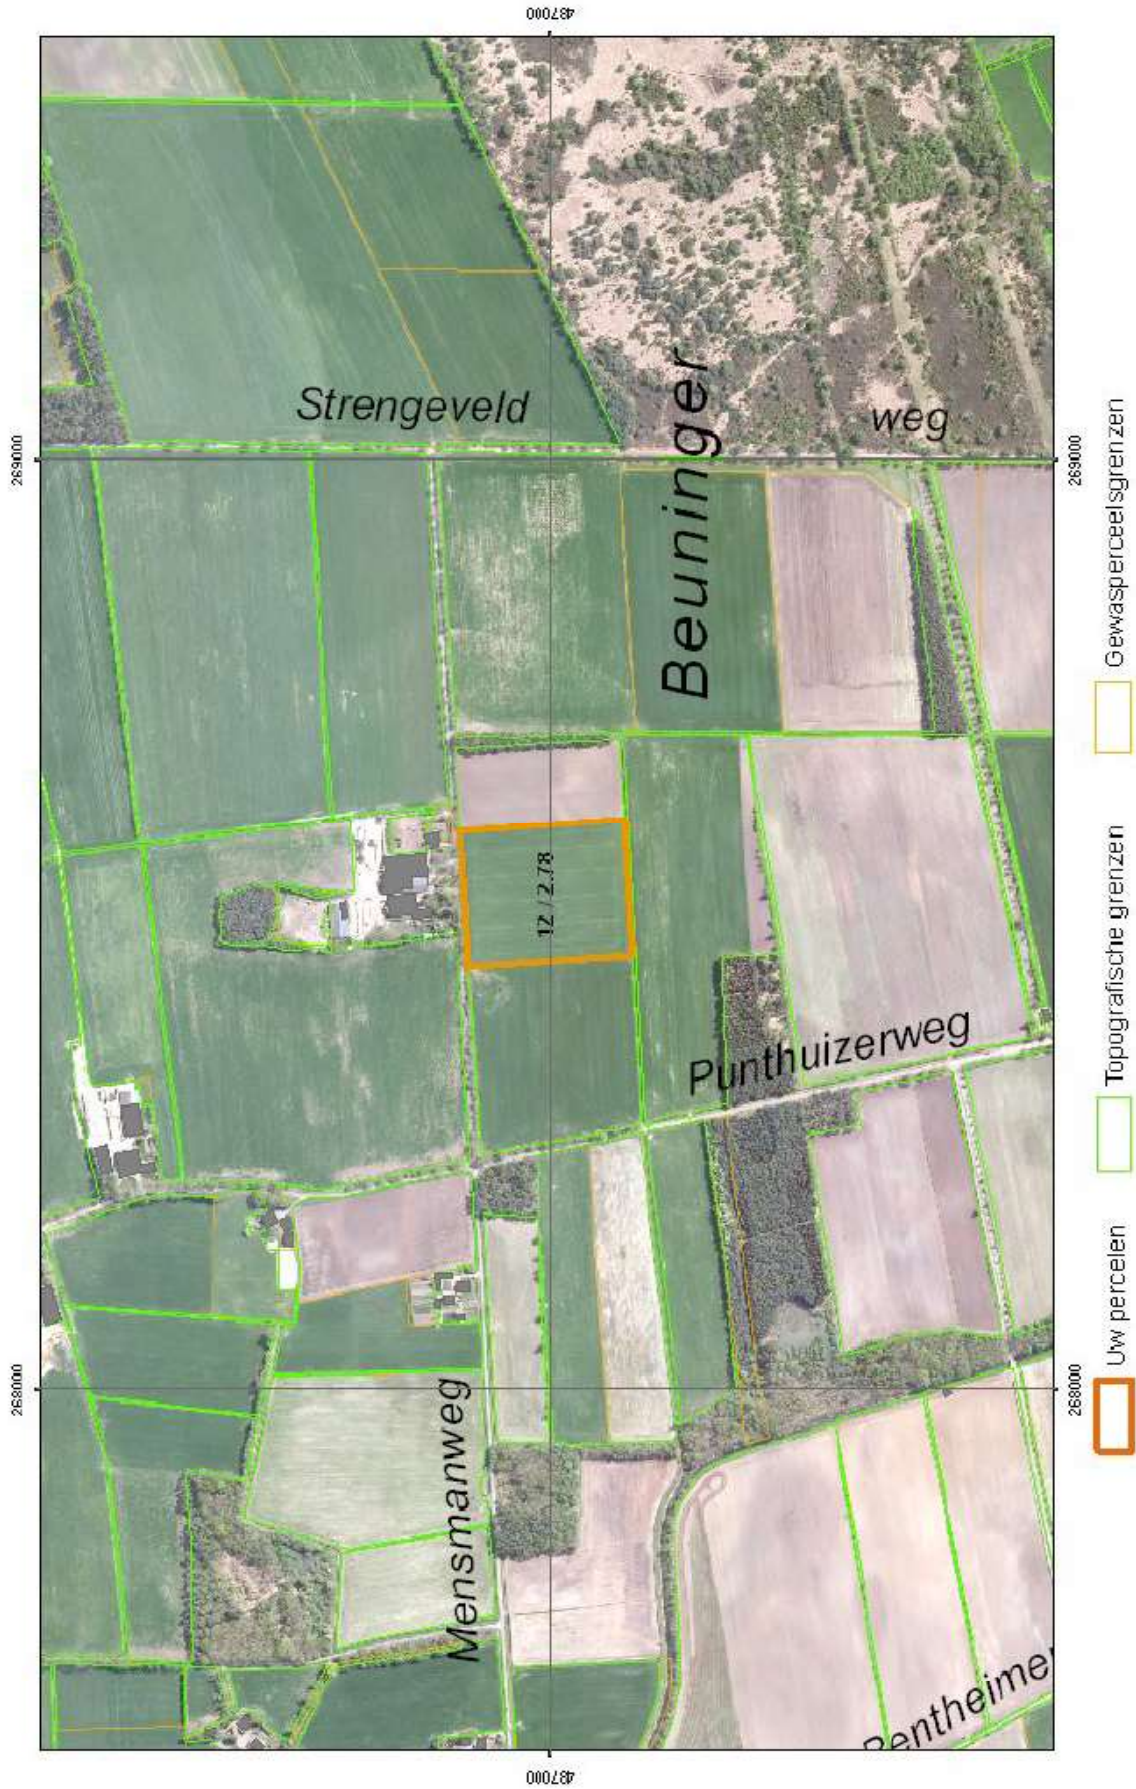 269000
268000
487000
487000
Strengeveld
Beuninger
weg
12 / 2.78
Punthuizerweg
Mensmanweg
Bentheimer
269000
268000
Uw percelen
Topografische grenzen
Gewasperceelsgrenzen